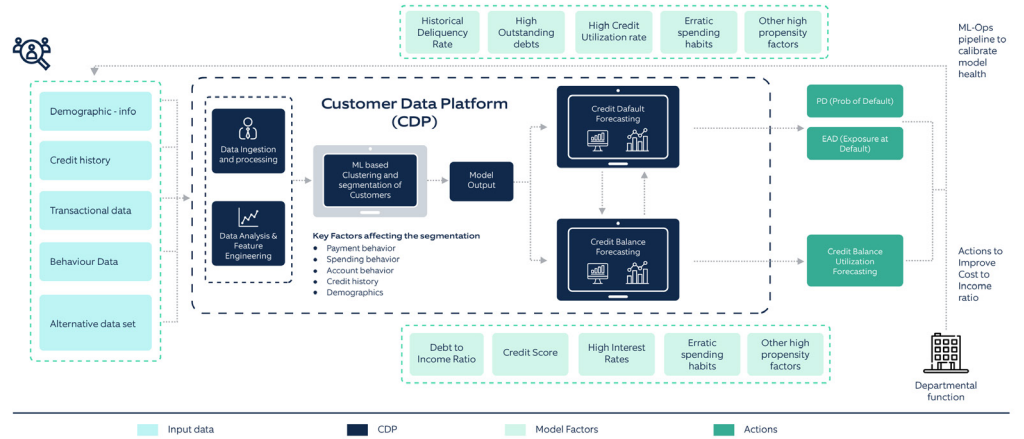 Historical
Deliquency
Rate
High
Outstanding
debts
High Credit
Utilization rate
Erratic
spending
habits
Other high
propensity
factors
ML-Ops
pipeline to
calibrate
model
health
Demographic - info
Credit history
Transactional data
Behaviour Data
Alternative data set
Customer Data Platform
(CDP)
Data Ingestion
and processing
Data Analysis &
Feature
Engineering
ML based
Clustering and
segmentation of
Customers
Model
Output
Key Factors affecting the segmentation
● Payment behavior
● Spending behavior
● Account behavior
● Credit history
● Demographics
Credit Dafault
Forecasting
Credit Balance
Forecasting
PD (Prob of Default)
EAD (Exposure at
Default)
Credit Balance
Utilization
Forecasting
Actions to
Improve
Cost to
Income
ratio
Departmental
function
Debt to
Income Ratio
Credit Score
High Interest
Rates
Erratic
spending
habits
Other high
propensity
factors
Input data
CDP
Model Factors
Actions